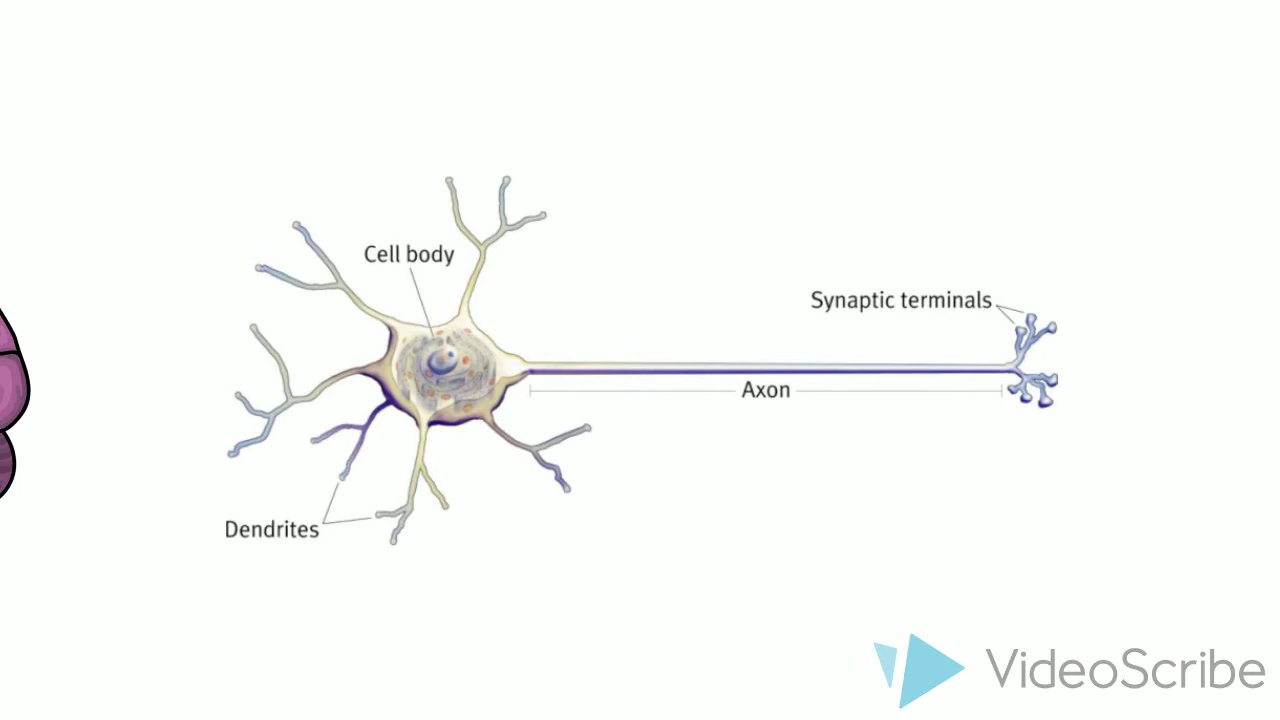 Cell body
Synaptic terminals
Axon
Dendrites
VideoScribe